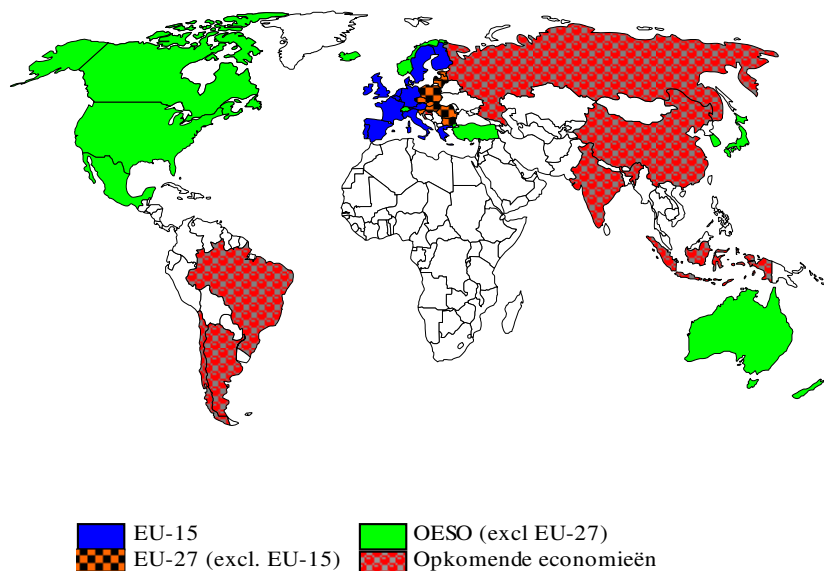 EU-15
EU-27 (excl. EU-15)
OESO (excl EU-27)
Opkomende economieën